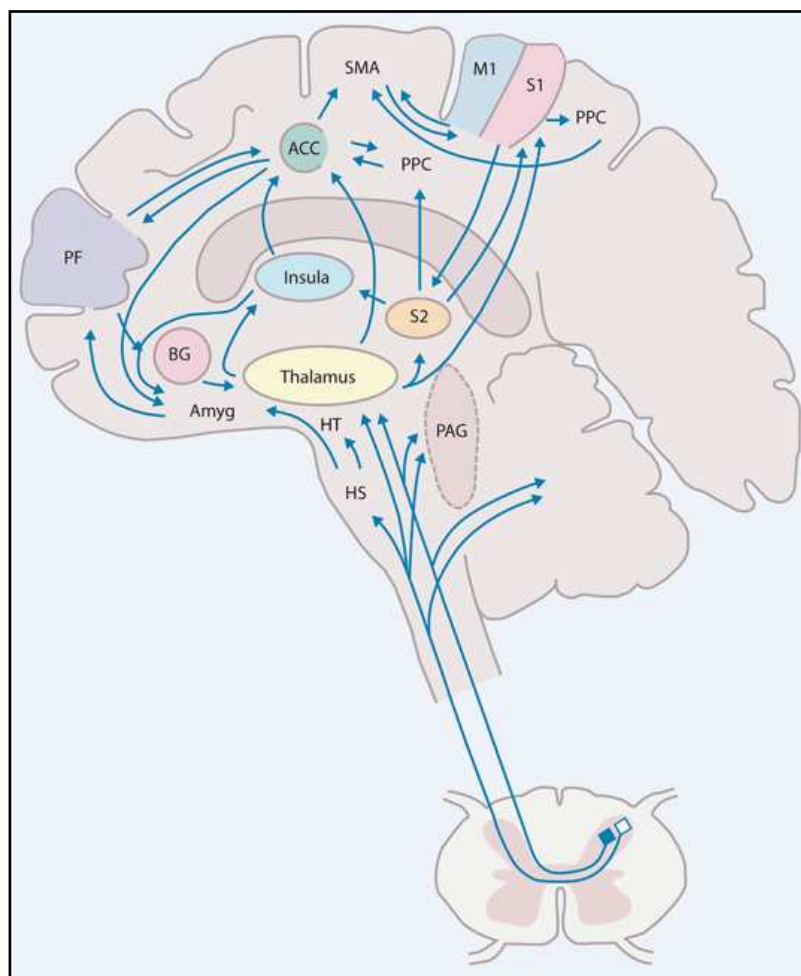 SMA
M1
S1
PPC
ACC
PPC
PF
Insula
S2
BG
Thalamus
Amyg
HT
PAG
HS